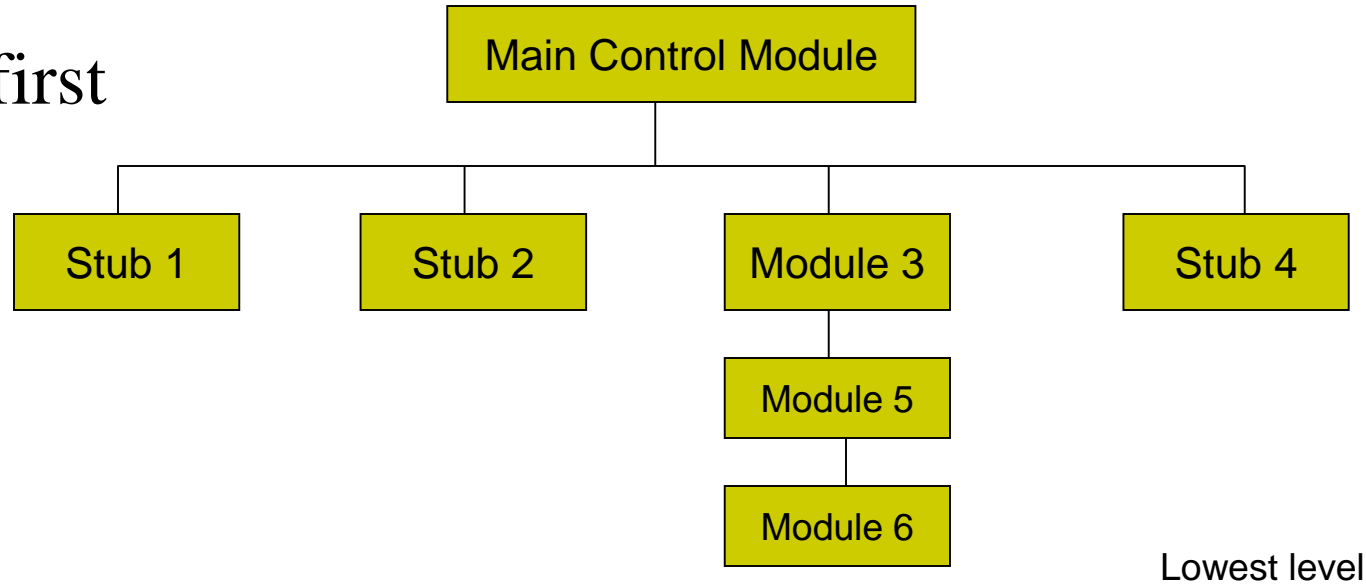 first
Main Control Module
Stub 1
Stub 2
Module 3
Stub 4
Module 5
Module 6
Lowest level